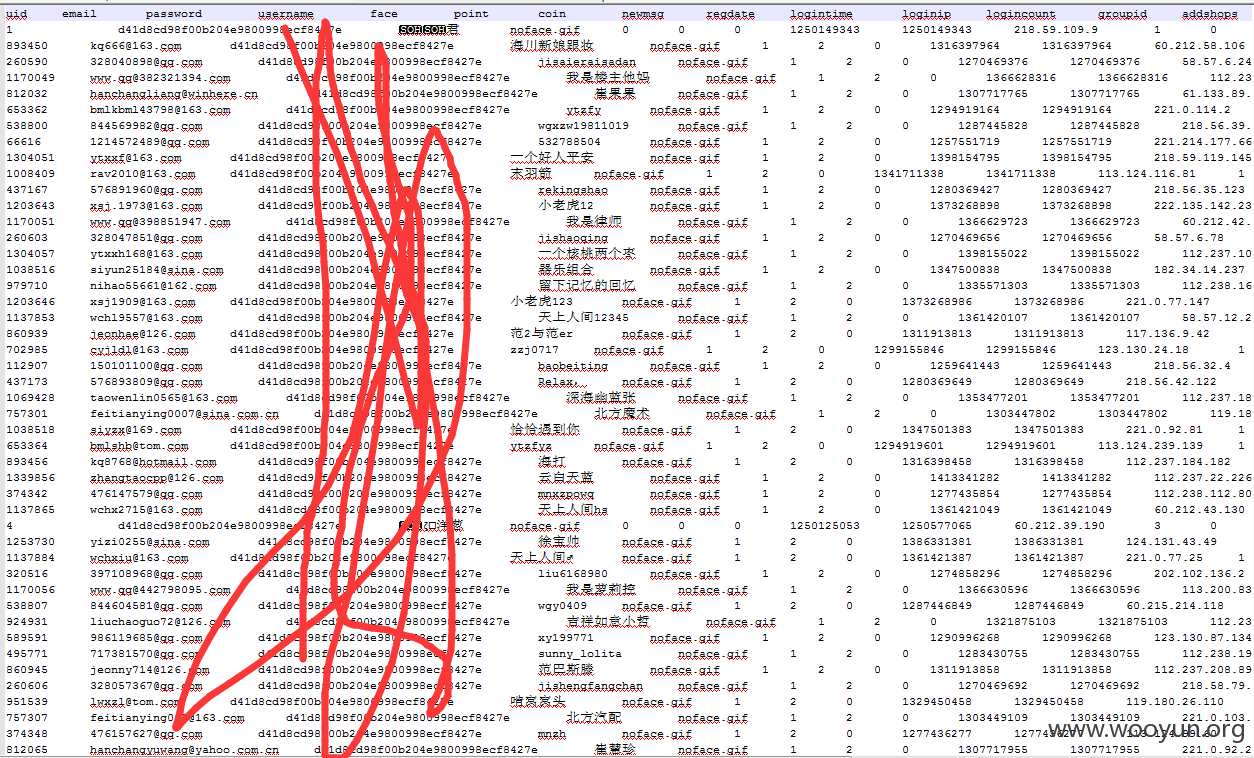 uid email password username face point coin newmsg regdate logintime loginip logincount groupid addshops
1 d41d8cd98f00b204e9800998ecf8427e SOHSOH君 noface.gif 0 0 0 1250149343 1250149343 218.59.109.9 1 0
893450 kq666@163.com d41d8cd98f00b204e9800998ecf8427e 海川新娘跟妆 noface.gif 1 2 0 1316397964 1316397964 60.212.58.106
260590 328040898@qq.com d41d8cd98f00b204e9800998ecf8427e jisaieraisadan noface.gif 1 2 0 1270469376 1270469376 58.57.6.24
1170049 www.qq@382321394.com d41d8cd98f00b204e9800998ecf8427e 我是楼主他妈 noface.gif 1 2 0 1366628316 1366628316 112.23
812032 hanchangliang@winhere.cn d41d8cd98f00b204e9800998ecf8427e 崔果果 noface.gif 1 2 0 1307717765 1307717765 61.133.89.
653362 bmlkbml43798@163.com d41d8cd98f00b204e9800998ecf8427e ytzfy noface.gif 1 2 0 1294919164 1294919164 221.0.114.2
538800 844569982@qq.com d41d8cd98f00b204e9800998ecf8427e wgxzw19811019 noface.gif 1 2 0 1287445828 1287445828 218.56.39.
66616 1214572489@qq.com d41d8cd98f00b204e9800998ecf8427e 532788504 noface.gif 1 2 0 1257551719 1257551719 221.214.177.66
1304051 ytxxf@163.com d41d8cd98f00b204e9800998ecf8427e 一个好人平安 noface.gif 1 2 0 1398154795 1398154795 218.59.119.145
1008409 rav2010@163.com d41d8cd98f00b204e9800998ecf8427e 末羽箭 noface.gif 1 2 0 1341711338 1341711338 113.124.116.81 1
437167 576891960@qq.com d41d8cd98f00b204e9800998ecf8427e xekingshao noface.gif 1 2 0 1280369427 1280369427 218.56.35.123
1203643 xsj.1973@163.com d41d8cd98f00b204e9800998ecf8427e 小老虎12 noface.gif 1 2 0 1373268898 1373268898 222.135.142.23
1170051 www.qq@398851947.com d41d8cd98f00b204e9800998ecf8427e 我是律师 noface.gif 1 2 0 1366629723 1366629723 60.212.42.
260603 328047851@qq.com d41d8cd98f00b204e9800998ecf8427e jishaoqing noface.gif 1 2 0 1270469656 1270469656 58.57.6.78
1304057 ytxxh168@163.com d41d8cd98f00b204e9800998ecf8427e 一个核桃两个枣 noface.gif 1 2 0 1398155022 1398155022 112.237.10
1038516 siyun25184@sina.com d41d8cd98f00b204e9800998ecf8427e 器乐组合 noface.gif 1 2 0 1347500838 1347500838 182.34.14.237
979710 nihao55661@162.com d41d8cd98f00b204e9800998ecf8427e 留下记忆的回忆 noface.gif 1 2 0 1335571303 1335571303 112.238.16
1203646 xsj1909@163.com d41d8cd98f00b204e9800998ecf8427e 小老虎123 noface.gif 1 2 0 1373268986 1373268986 221.0.77.147
1137853 wchl9557@163.com d41d8cd98f00b204e9800998ecf8427e 天上人间12345 noface.gif 1 2 0 1361420107 1361420107 58.57.12.2
860939 jeonhae@126.com d41d8cd98f00b204e9800998ecf8427e 范2与范er noface.gif 1 2 0 1311913813 1311913813 117.136.9.42
702985 cyjldl@163.com d41d8cd98f00b204e9800998ecf8427e zzj0717 noface.gif 1 2 0 1299155846 1299155846 123.130.24.18 1
112907 150101100@qq.com d41d8cd98f00b204e9800998ecf8427e baobeiting noface.gif 1 2 0 1259641443 1259641443 218.56.32.4
437173 576893809@qq.com d41d8cd98f00b204e9800998ecf8427e Relax、、 noface.gif 1 2 0 1280369649 1280369649 218.56.42.122
1069428 taowenlin0565@163.com d41d8cd98f00b204e9800998ecf8427e 深海幽蓝张 noface.gif 1 2 0 1353477201 1353477201 112.237.18
757301 feitianying0007@sina.com.cn d41d8cd98f00b204e9800998ecf8427e 北方魔术 noface.gif 1 2 0 1303447802 1303447802 119.18
1038518 siyzx@169.com d41d8cd98f00b204e9800998ecf8427e 恰恰遇到你 noface.gif 1 2 0 1347501383 1347501383 221.0.92.81 1
653364 bmlshb@tom.com d41d8cd98f00b204e9800998ecf8427e ytzfyz noface.gif 1 2 0 1294919601 1294919601 113.124.239.139 1
893456 kq8768@hotmail.com d41d8cd98f00b204e9800998ecf8427e 海扛 noface.gif 1 2 0 1316398458 1316398458 112.237.184.182
1339856 zhangtaocpp@126.com d41d8cd98f00b204e9800998ecf8427e 云白天蓝 noface.gif 1 2 0 1413341282 1413341282 112.237.22.226
374342 476147579@qq.com d41d8cd98f00b204e9800998ecf8427e mnxzpowq noface.gif 1 2 0 1277435854 1277435854 112.238.112.80
1137865 wchx2715@163.com d41d8cd98f00b204e9800998ecf8427e 天上人间hs noface.gif 1 2 0 1361421049 1361421049 60.212.43.130
4 d41d8cd98f00b204e9800998ecf8427e 如洋葱 noface.gif 0 0 0 1250125053 1250577065 60.212.39.190 3 0
1253730 yizi0255@sina.com d41d8cd98f00b204e9800998ecf8427e 徐宝帅 noface.gif 1 2 0 1386331381 1386331381 124.131.43.49
1137884 wchxiu@163.com d41d8cd98f00b204e9800998ecf8427e 天上人间♂ noface.gif 1 2 0 1361421387 1361421387 221.0.77.25 1
320516 397108968@qq.com d41d8cd98f00b204e9800998ecf8427e liu6168980 noface.gif 1 2 0 1274858296 1274858296 202.102.136.2
1170056 www.qq@442798095.com d41d8cd98f00b204e9800998ecf8427e 我是萝莉控 noface.gif 1 2 0 1366630596 1366630596 113.200.83
538807 844604581@qq.com d41d8cd98f00b204e9800998ecf8427e wgy0409 noface.gif 1 2 0 1287446849 1287446849 60.215.214.118
924931 liuchaoguo72@126.com d41d8cd98f00b204e9800998ecf8427e 吉祥如意小哲 noface.gif 1 2 0 1321875103 1321875103 112.23
589591 986119685@qq.com d41d8cd98f00b204e9800998ecf8427e xy199771 noface.gif 1 2 0 1290996268 1290996268 123.130.87.134
495771 717381570@qq.com d41d8cd98f00b204e9800998ecf8427e sunny_lolita noface.gif 1 2 0 1283430755 1283430755 112.238.19
860945 jeonny714@126.com d41d8cd98f00b204e9800998ecf8427e 范巴斯滕 noface.gif 1 2 0 1311913858 1311913858 112.237.208.89
260606 328057367@qq.com d41d8cd98f00b204e9800998ecf8427e jishengfangchan noface.gif 1 2 0 1270469692 1270469692 218.58.79.
951539 lwxzl@tom.com d41d8cd98f00b204e9800998ecf8427e noface.gif 1 2 0 1329450418 1329450418 119.180.26.110
757307 d41d8cd98f00b204e9800998ecf8427e 北方汽配 noface.gif 1 2 0 1303449109 1303449109 221.0.103.
374348 476157627@qq.com d41d8cd98f00b204e9800998ecf8427e mnzh noface.gif 1 2 0 1277436277
812065 hanchangyuwang@yahoo.com.cn d41d8cd98f00b204e9800998ecf8427e 崔慧珍 noface.gif 1 2 0 1307717955 1307717955 221.0.92.2
www.wooyun.org